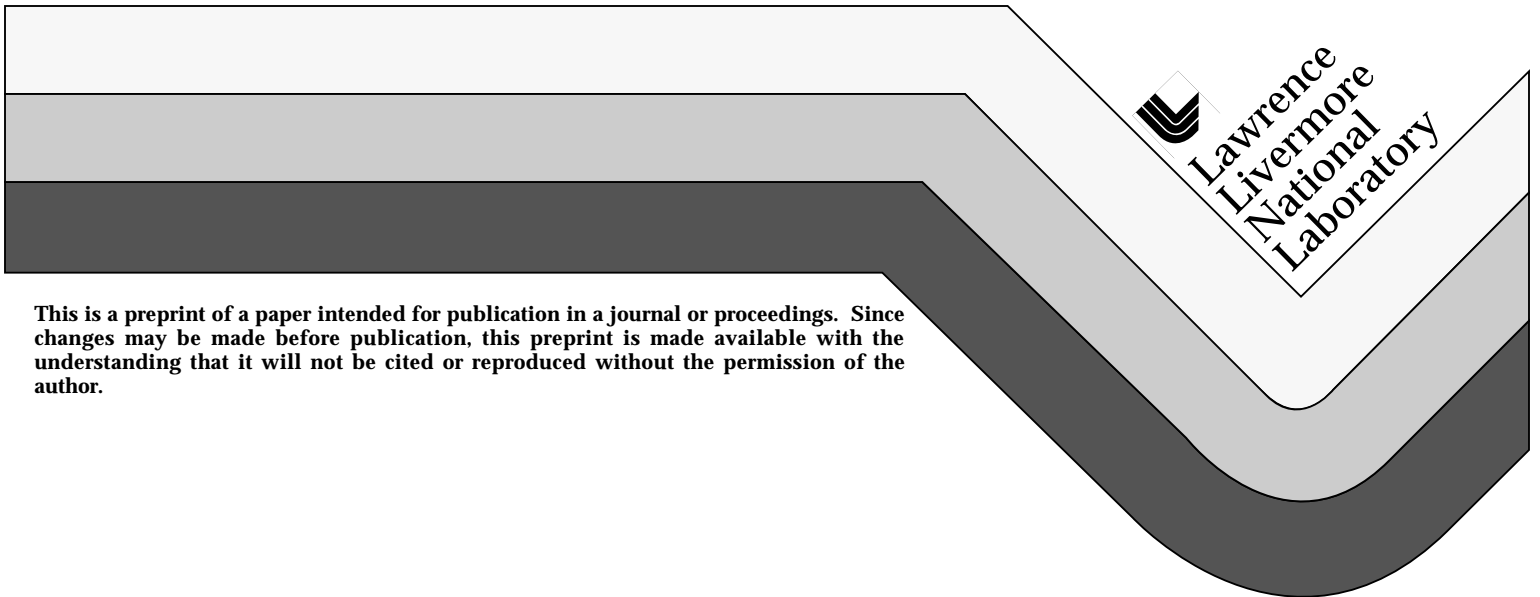 Lawrence
Livermore
National
Laboratory
This is a preprint of a paper intended for publication in a journal or proceedings. Since
changes may be made before publication, this preprint is made available with the
understanding that it will not be cited or reproduced without the permission of the
author.